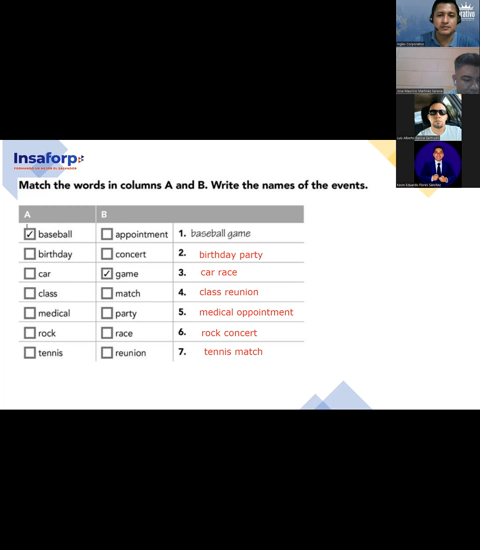 Insaforp
Match the words in columns A and B. Write the names of the events.
A B
✓ baseball appointment 1. baseball game
birthday concert 2. birthday party
car ✓ game 3. car race
class match 4. class reunion
medical party 5. medical oppointment
rock race 6. rock concert
tennis reunion 7. tennis match